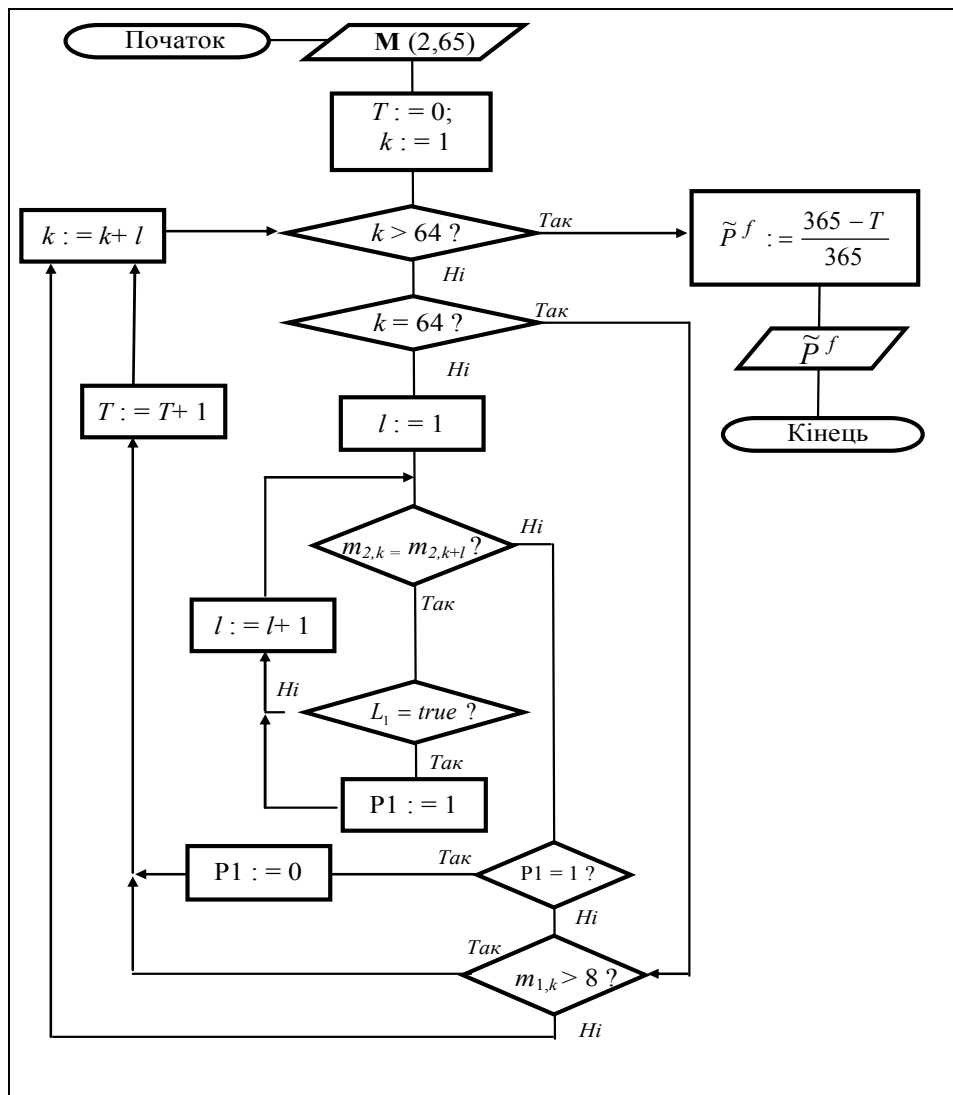 Початок
M (2,65)
T : = 0;
k : = 1
k : = k+ l
k > 64 ?
Так
P̃ f := 365 – T / 365
Ні
k = 64 ?
Так
P̃ f
Ні
T : = T+ 1
l : = 1
Кінець
m2,k = m2,k+l ?
Ні
Так
l : = l+ 1
Ні
L1 = true ?
Так
P1 : = 1
P1 : = 0
Так
P1 = 1 ?
Ні
Так
m1,k > 8 ?
Ні